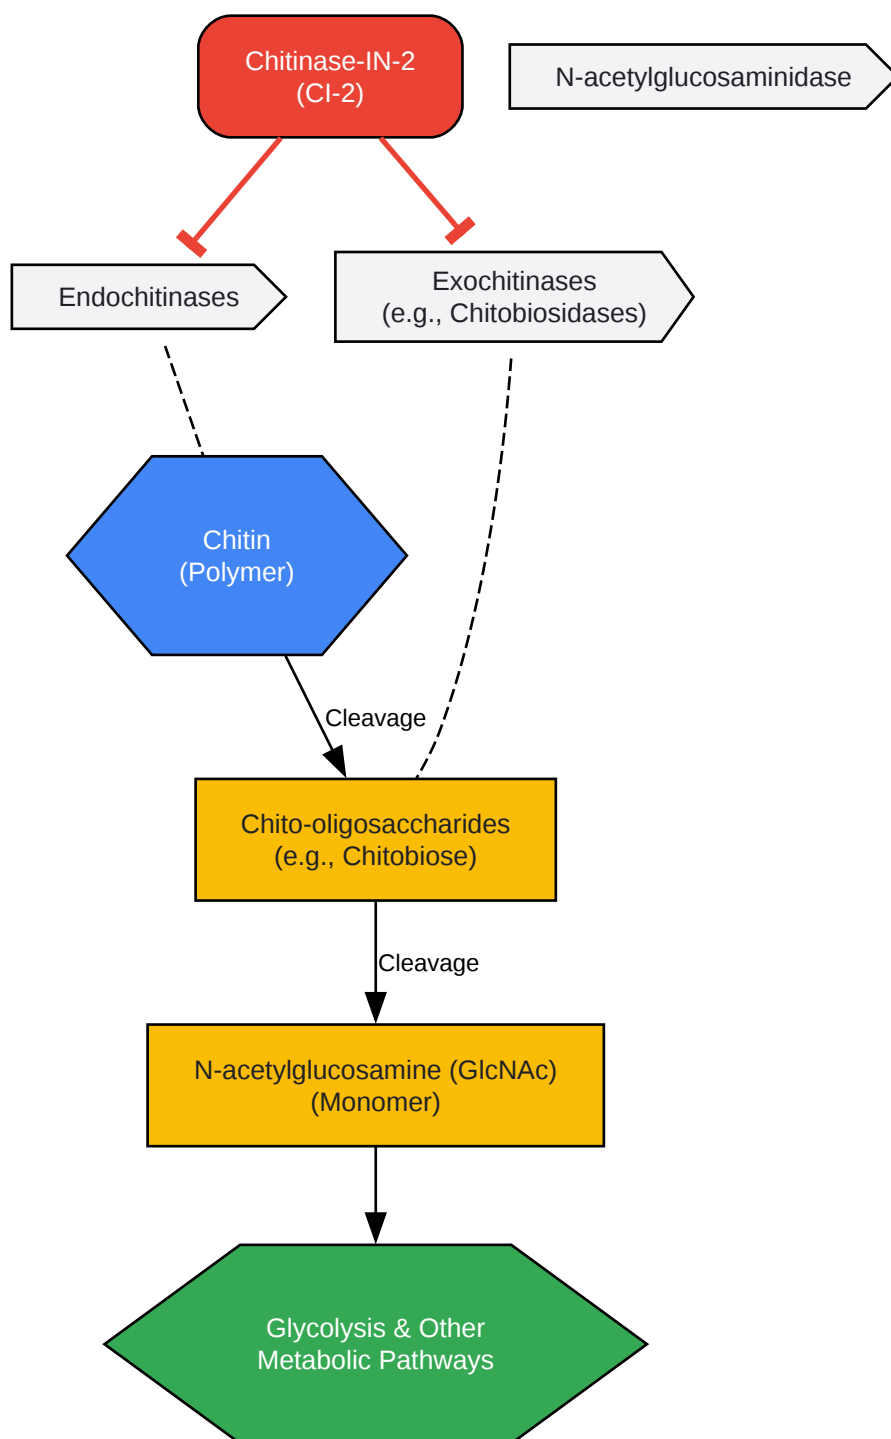 Chitinase-IN-2
(CI-2)
N-acetylglucosaminidase
Endochitinases
Exochitinases
(e.g., Chitobiosidases)
Chitin
(Polymer)
Cleavage
Chito-oligosaccharides
(e.g., Chitobiose)
Cleavage
N-acetylglucosamine (GlcNAc)
(Monomer)
Glycolysis & Other
Metabolic Pathways